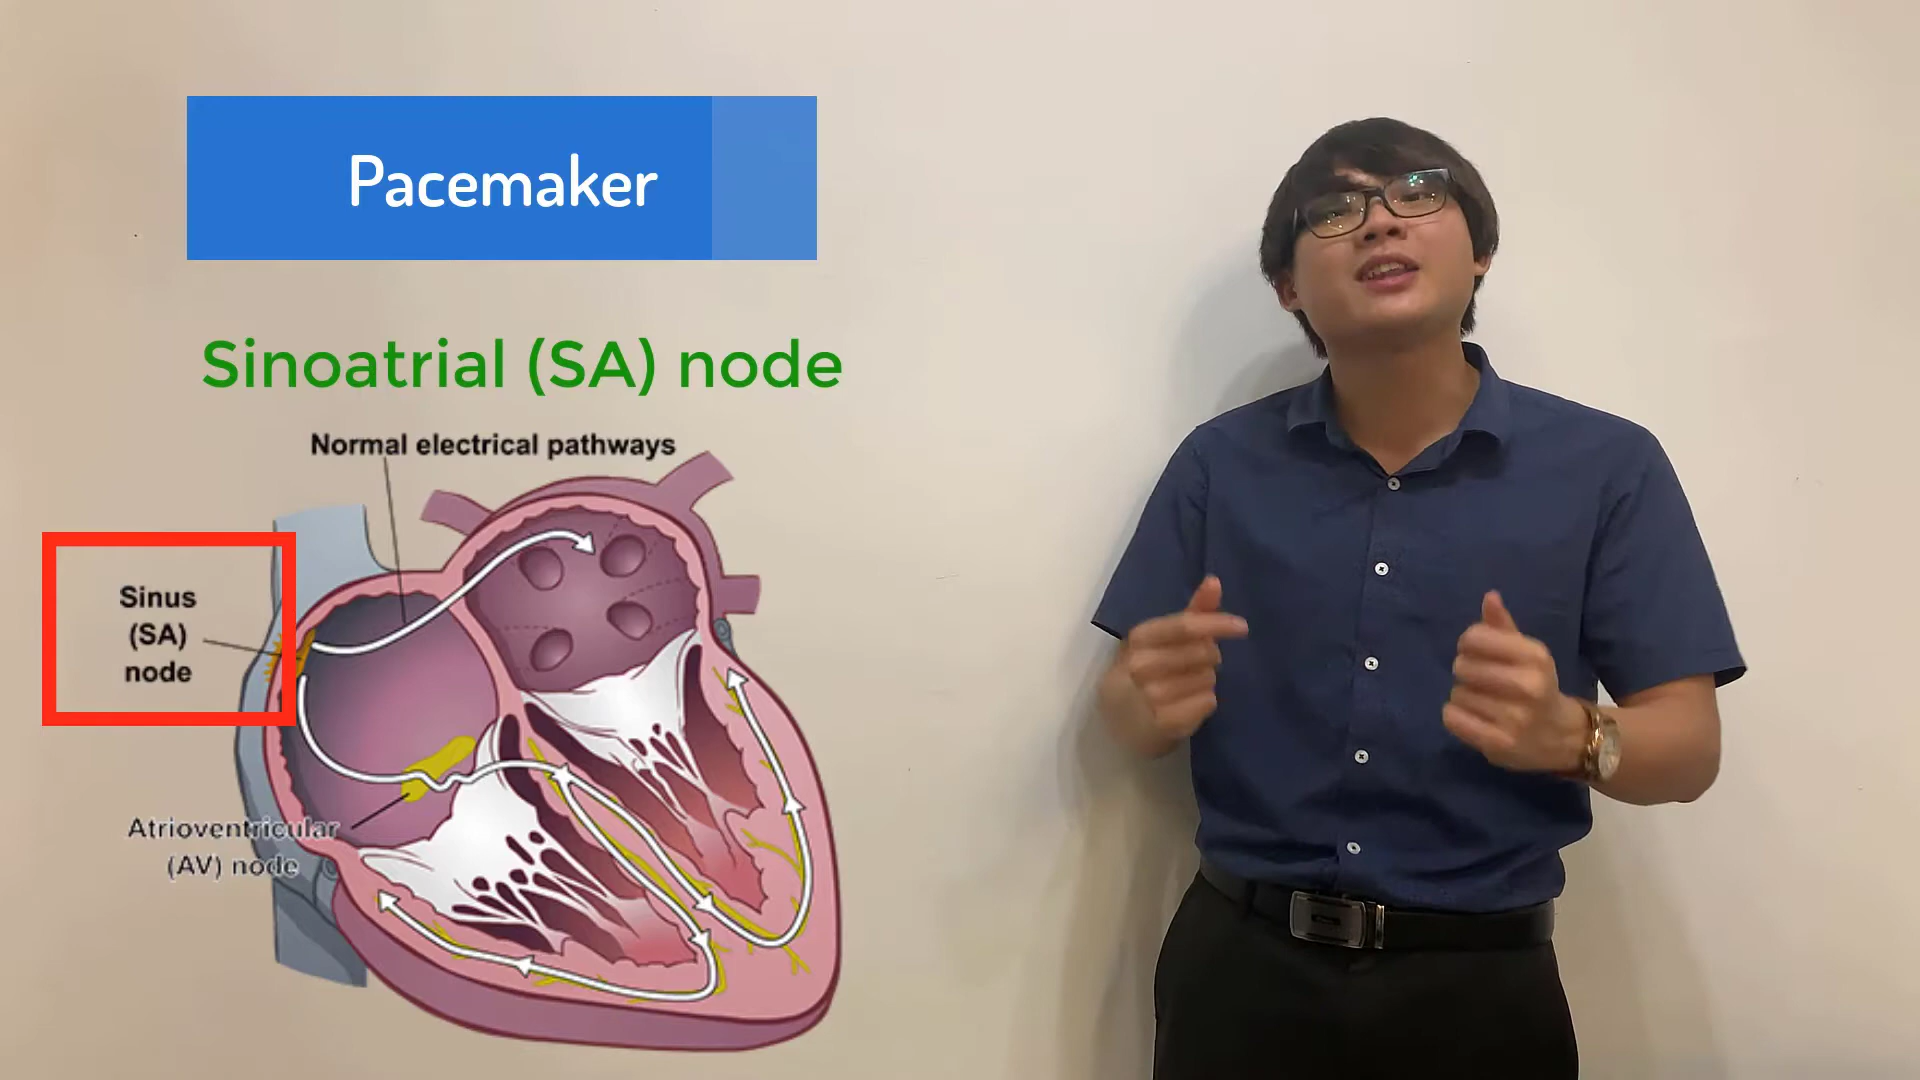 Pacemaker
Sinoatrial (SA) node
Normal electrical pathways
Sinus
(SA)
node
Atrioventricular
(AV) node